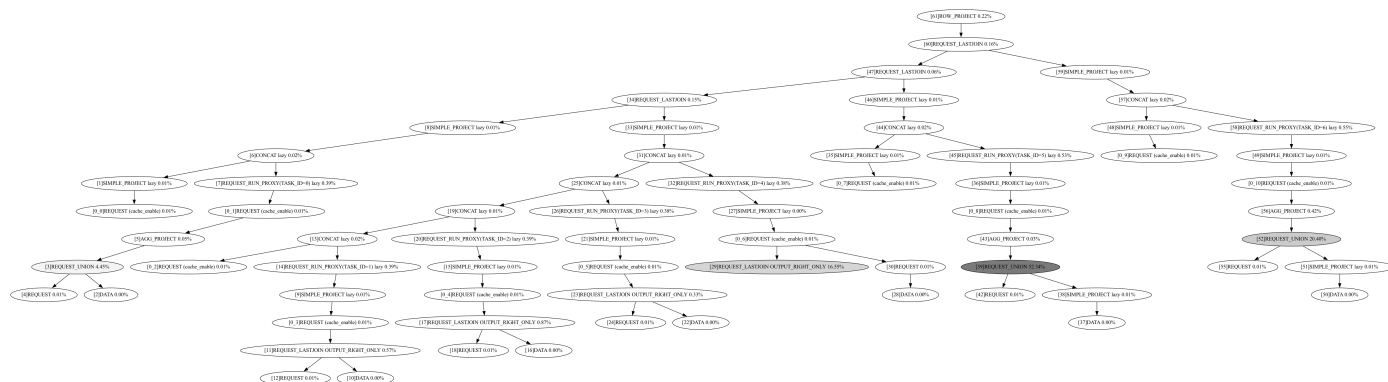 [61]ROW_PROJECT 0.22%
[60]REQUEST_LASTJOIN 0.16%
[47]REQUEST_LASTJOIN 0.06%
[59]SIMPLE_PROJECT lazy 0.01%
[34]REQUEST_LASTJOIN 0.15%
[46]SIMPLE_PROJECT lazy 0.01%
[57]CONCAT lazy 0.02%
[8]SIMPLE_PROJECT lazy 0.01%
[33]SIMPLE_PROJECT lazy 0.01%
[44]CONCAT lazy 0.02%
[48]SIMPLE_PROJECT lazy 0.01%
[58]REQUEST_RUN_PROXY(TASK_ID=6) lazy 0.55%
[6]CONCAT lazy 0.02%
[31]CONCAT lazy 0.01%
[35]SIMPLE_PROJECT lazy 0.01%
[45]REQUEST_RUN_PROXY(TASK_ID=5) lazy 0.53%
[0_9]REQUEST (cache_enable) 0.01%
[49]SIMPLE_PROJECT lazy 0.01%
[1]SIMPLE_PROJECT lazy 0.01%
[7]REQUEST_RUN_PROXY(TASK_ID=0) lazy 0.39%
[25]CONCAT lazy 0.01%
[32]REQUEST_RUN_PROXY(TASK_ID=4) lazy 0.38%
[0_7]REQUEST (cache_enable) 0.01%
[36]SIMPLE_PROJECT lazy 0.01%
[0_10]REQUEST (cache_enable) 0.01%
[0_0]REQUEST (cache_enable) 0.01%
[0_1]REQUEST (cache_enable) 0.01%
[19]CONCAT lazy 0.01%
[26]REQUEST_RUN_PROXY(TASK_ID=3) lazy 0.38%
[27]SIMPLE_PROJECT lazy 0.00%
[0_8]REQUEST (cache_enable) 0.01%
[56]AGG_PROJECT 0.42%
[5]AGG_PROJECT 0.05%
[13]CONCAT lazy 0.02%
[20]REQUEST_RUN_PROXY(TASK_ID=2) lazy 0.39%
[21]SIMPLE_PROJECT lazy 0.01%
[0_6]REQUEST (cache_enable) 0.01%
[43]AGG_PROJECT 0.03%
[52]REQUEST_UNION 20.40%
[3]REQUEST_UNION 4.45%
[0_2]REQUEST (cache_enable) 0.01%
[14]REQUEST_RUN_PROXY(TASK_ID=1) lazy 0.39%
[15]SIMPLE_PROJECT lazy 0.01%
[0_5]REQUEST (cache_enable) 0.01%
[29]REQUEST_LASTJOIN OUTPUT_RIGHT_ONLY 16.55%
[30]REQUEST 0.01%
[55]REQUEST 0.01%
[51]SIMPLE_PROJECT lazy 0.01%
[4]REQUEST 0.01%
[2]DATA 0.00%
[9]SIMPLE_PROJECT lazy 0.01%
[0_4]REQUEST (cache_enable) 0.01%
[23]REQUEST_LASTJOIN OUTPUT_RIGHT_ONLY 0.33%
[28]DATA 0.00%
[42]REQUEST 0.01%
[38]SIMPLE_PROJECT lazy 0.01%
[50]DATA 0.00%
[0_3]REQUEST (cache_enable) 0.01%
[17]REQUEST_LASTJOIN OUTPUT_RIGHT_ONLY 0.87%
[24]REQUEST 0.01%
[22]DATA 0.00%
[37]DATA 0.00%
[11]REQUEST_LASTJOIN OUTPUT_RIGHT_ONLY 0.57%
[18]REQUEST 0.01%
[16]DATA 0.00%
[12]REQUEST 0.01%
[10]DATA 0.00%